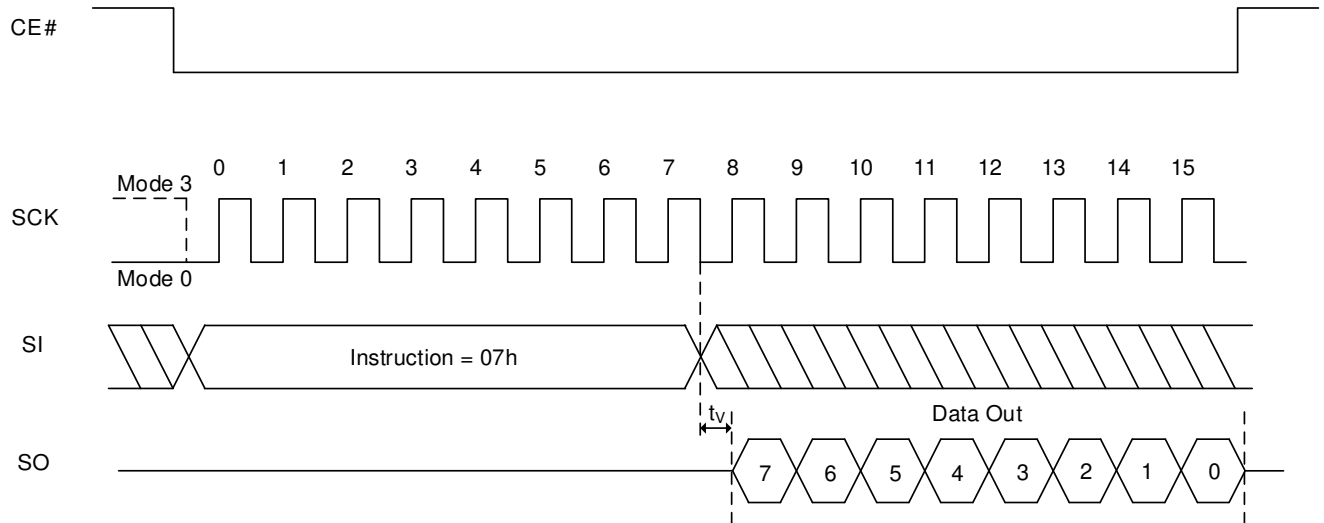 CE#
0 1 2 3 4 5 6 7 8 9 10 11 12 13 14 15
Mode 3
SCK
Mode 0
SI
Instruction = 07h
tV
Data Out
SO
7 6 5 4 3 2 1 0